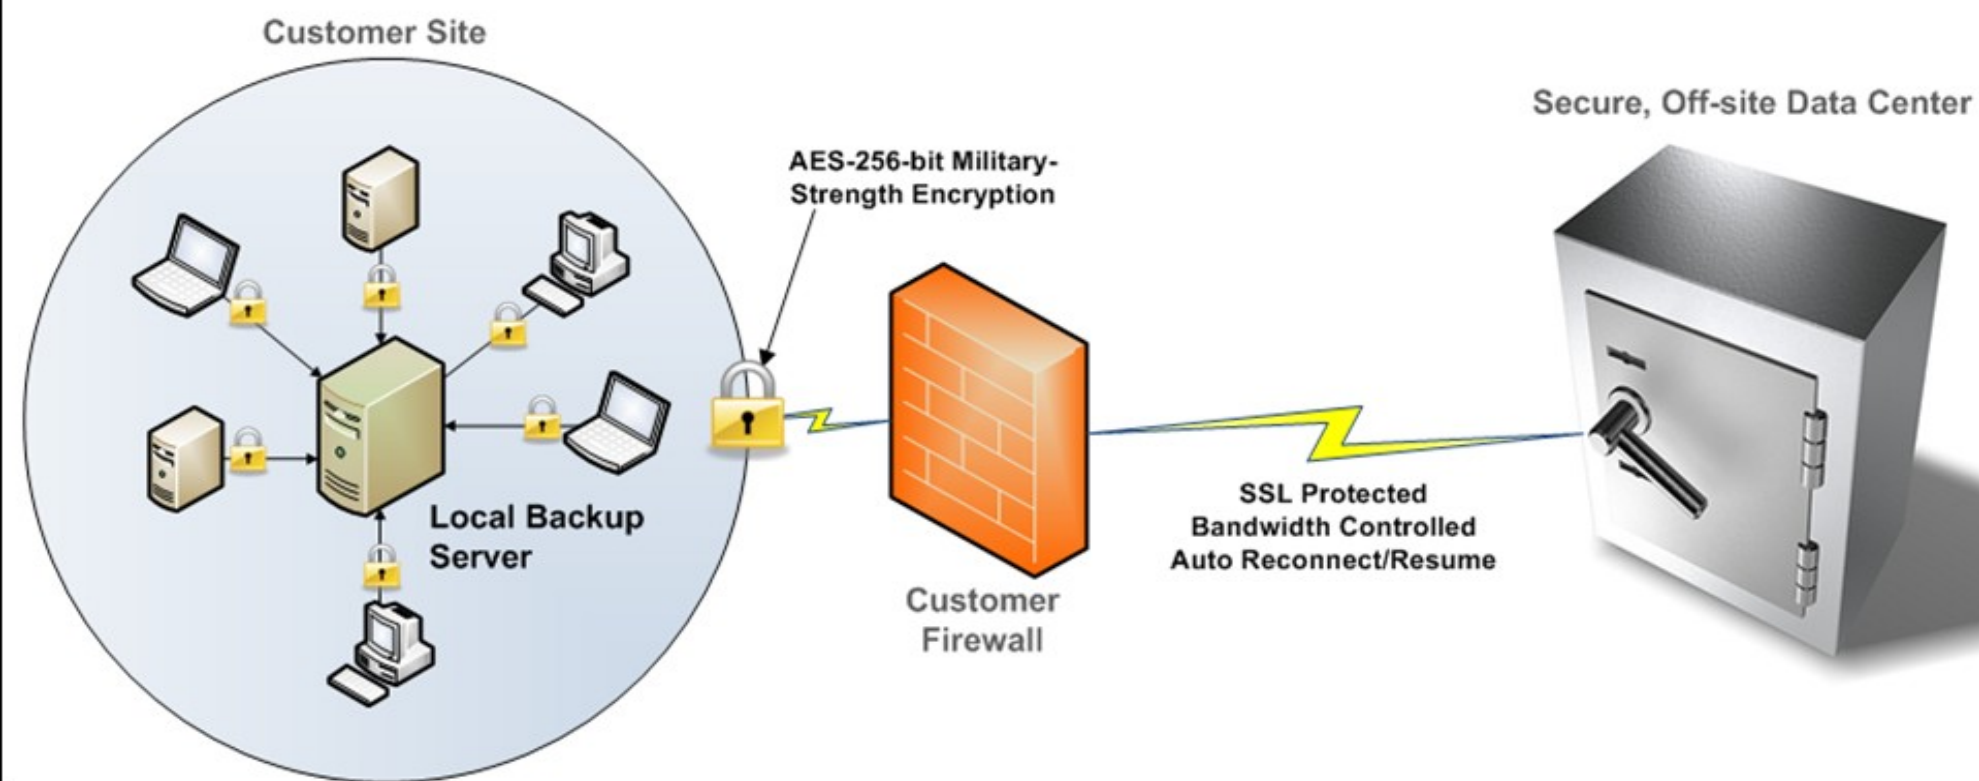 Customer Site
Secure, Off-site Data Center
AES-256-bit Military-
Strength Encryption
Local Backup
Server
SSL Protected
Bandwidth Controlled
Auto Reconnect/Resume
Customer
Firewall